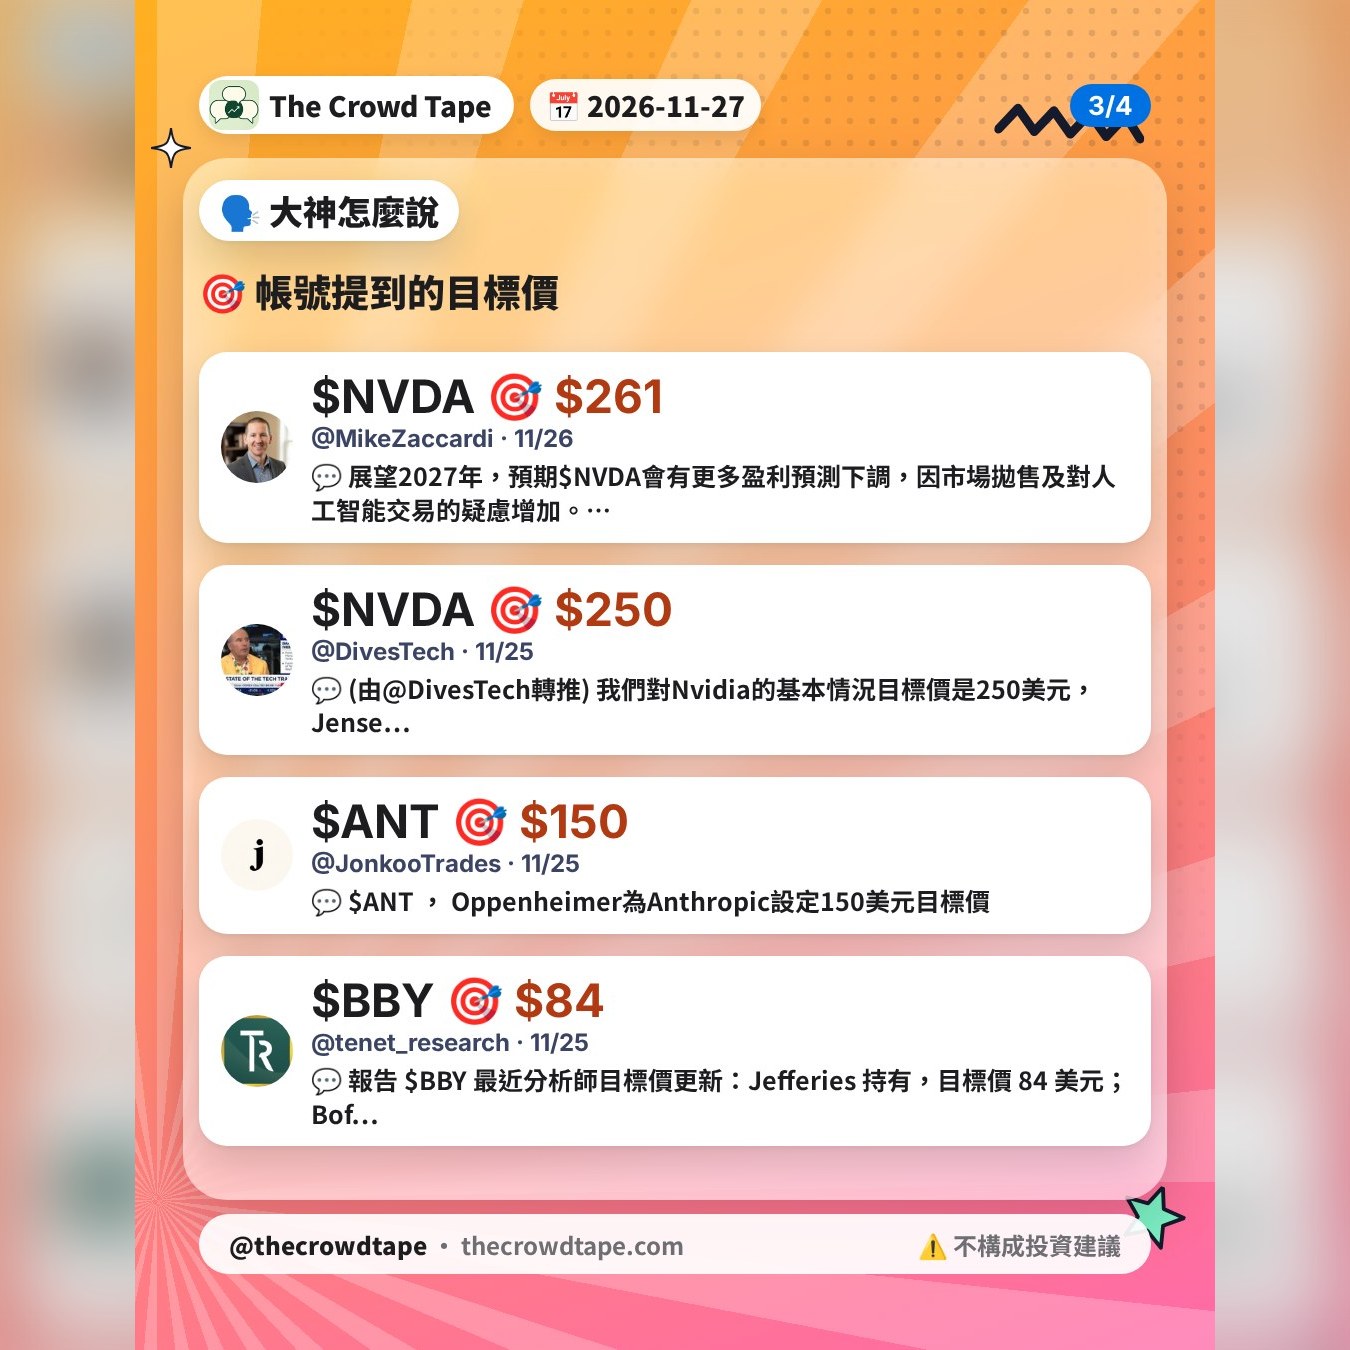 The Crowd Tape
July 17 2026-11-27
3/4
大神怎麼說
帳號提到的目標價
$NVDA $261
@MikeZaccardi · 11/26
展望2027年，預期$NVDA會有更多盈利預測下調，因市場拋售及對人
工智能交易的疑慮增加。…
$NVDA $250
@DivesTech · 11/25
(由@DivesTech轉推) 我們對Nvidia的基本情況目標價是250美元，
Jense…
STATE OF THE TECH TRA
j
$ANT $150
@JonkooTrades · 11/25
$ANT ， Oppenheimer為Anthropic設定150美元目標價
TR
$BBY $84
@tenet_research · 11/25
報告 $BBY 最近分析師目標價更新：Jefferies 持有，目標價 84 美元；
Bof…
@thecrowdtape • thecrowdtape.com
不構成投資建議